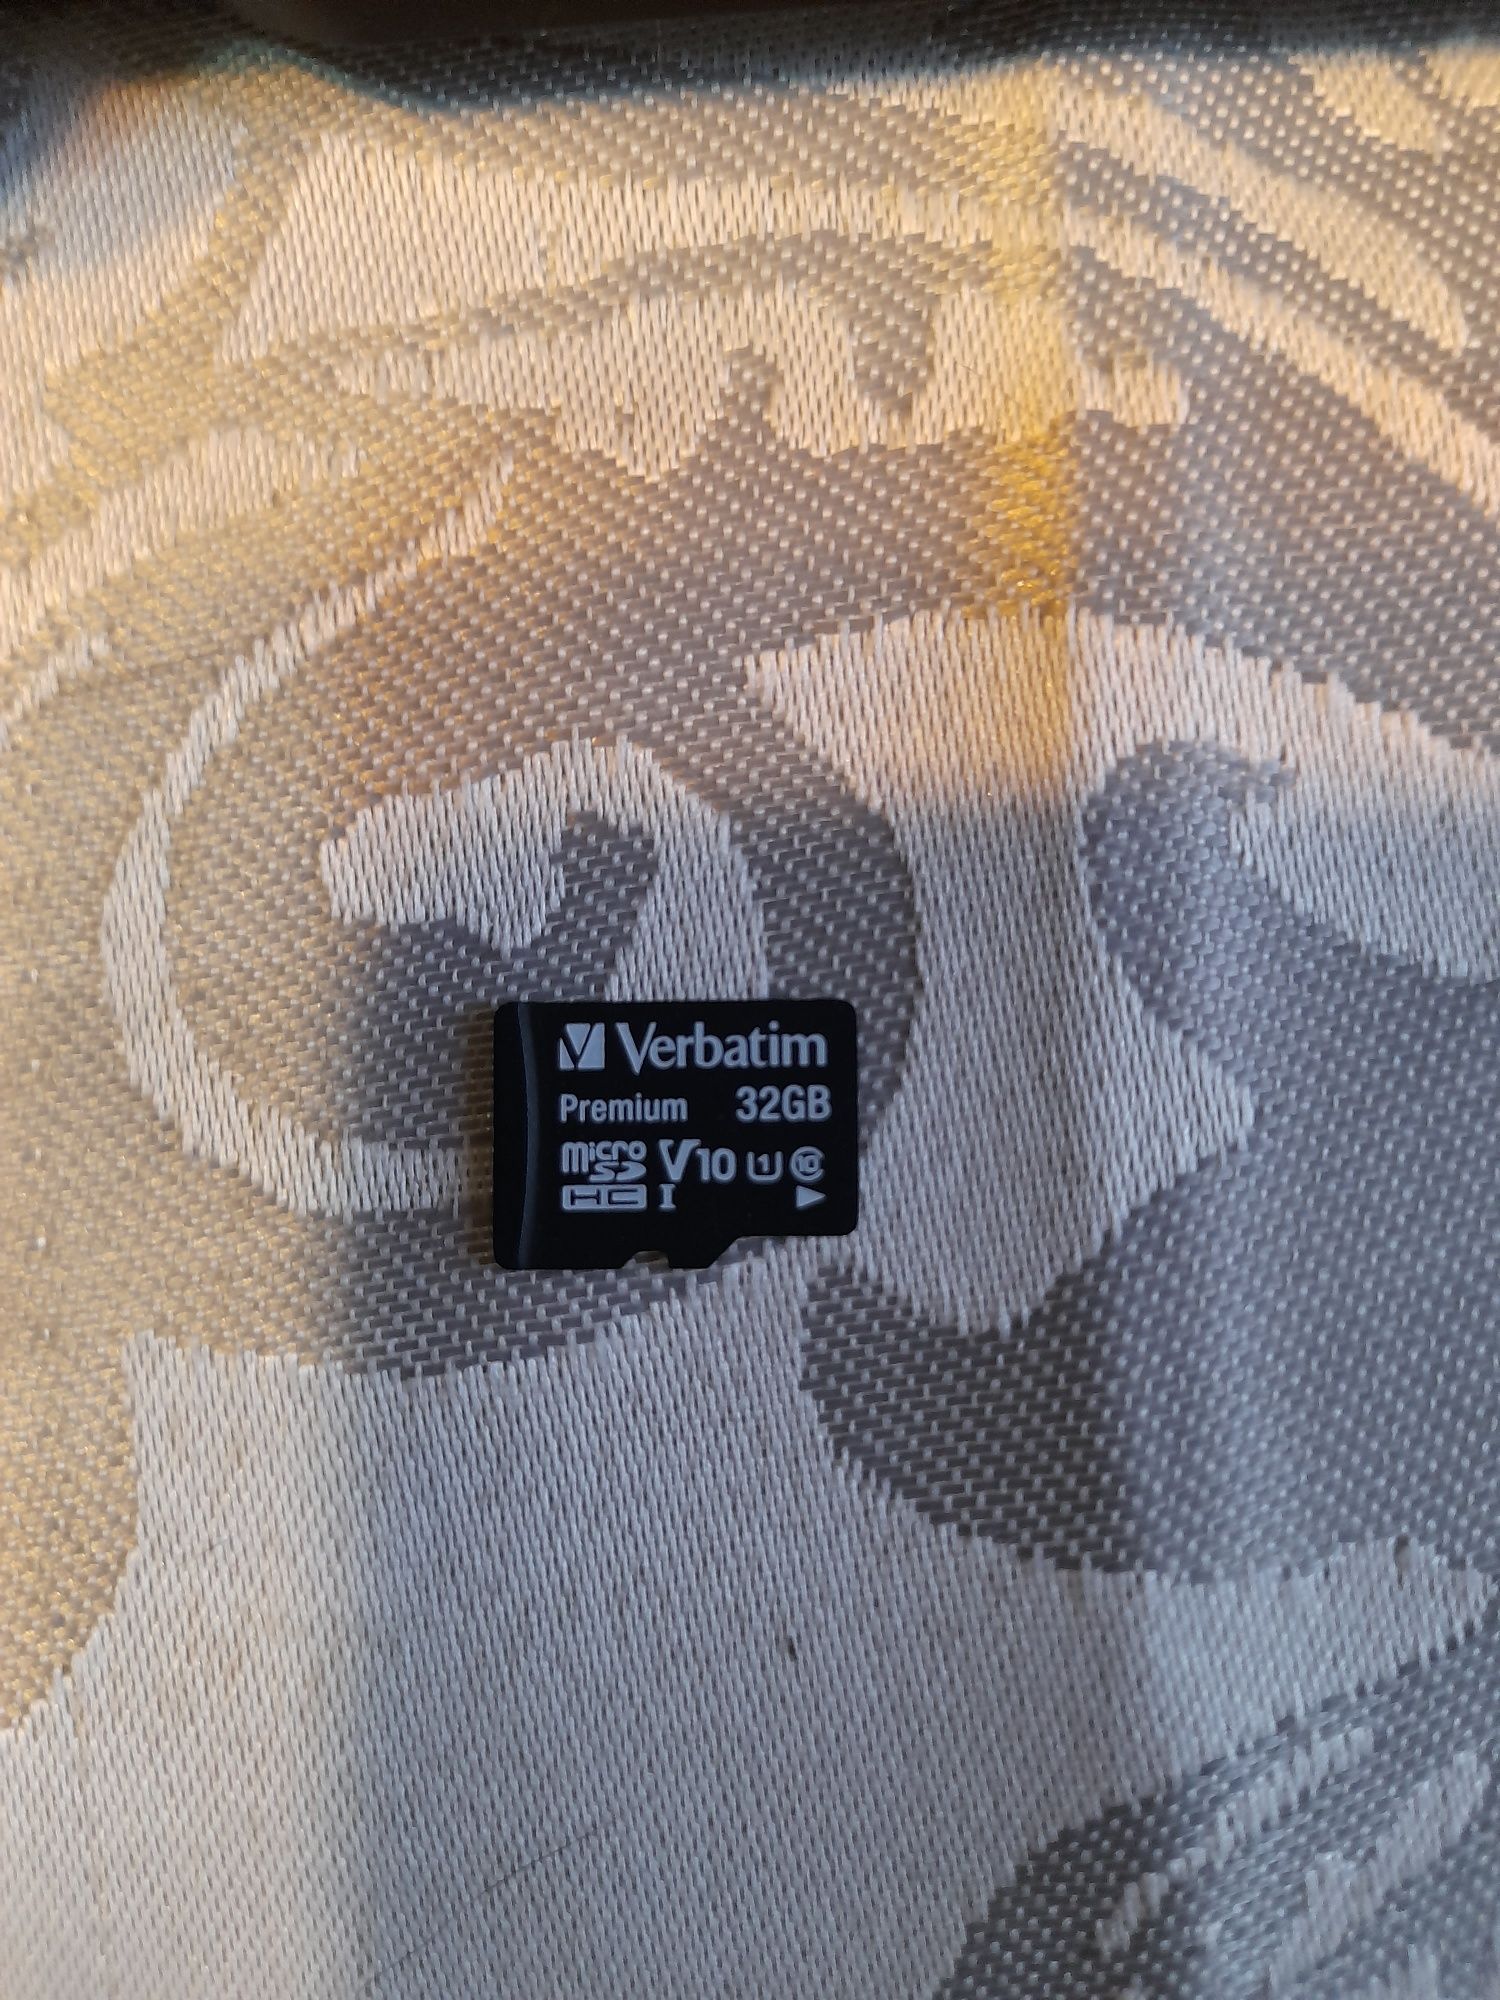 Verbatim
Premium 32GB
micro SD HC I V10 1 10